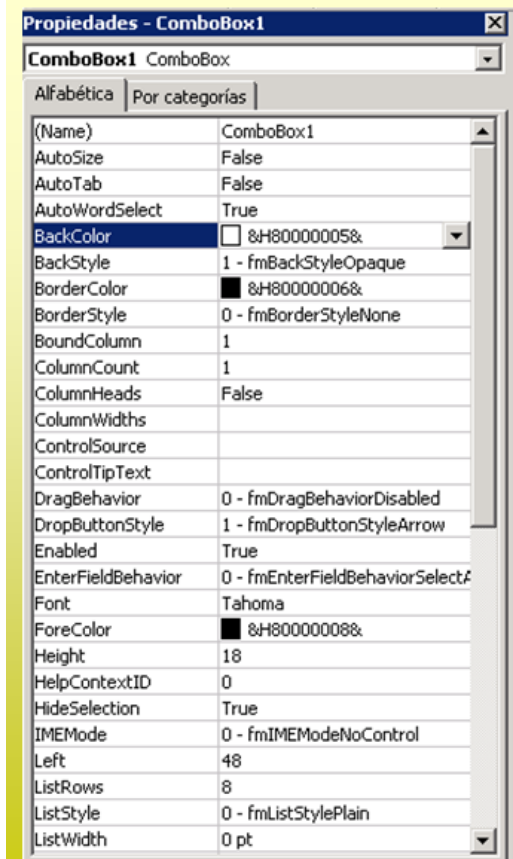 Propiedades - ComboBox1
ComboBox1 ComboBox
Alfabética Por categorías
(Name) ComboBox1
AutoSize False
AutoTab False
AutoWordSelect True
BackColor &H80000005&
BackStyle 1 - fmBackStyleOpaque
BorderColor &H80000006&
BorderStyle 0 - fmBorderStyleNone
BoundColumn 1
ColumnCount 1
ColumnHeads False
ColumnWidths
ControlSource
ControlTipText
DragBehavior 0 - fmDragBehaviorDisabled
DropButtonStyle 1 - fmDropButtonStyleArrow
Enabled True
EnterFieldBehavior 0 - fmEnterFieldBehaviorSelectA
Font Tahoma
ForeColor &H80000008&
Height 18
HelpContextID 0
HideSelection True
IMEMode 0 - fmIMEModeNoControl
Left 48
ListRows 8
ListStyle 0 - fmListStylePlain
ListWidth 0 pt